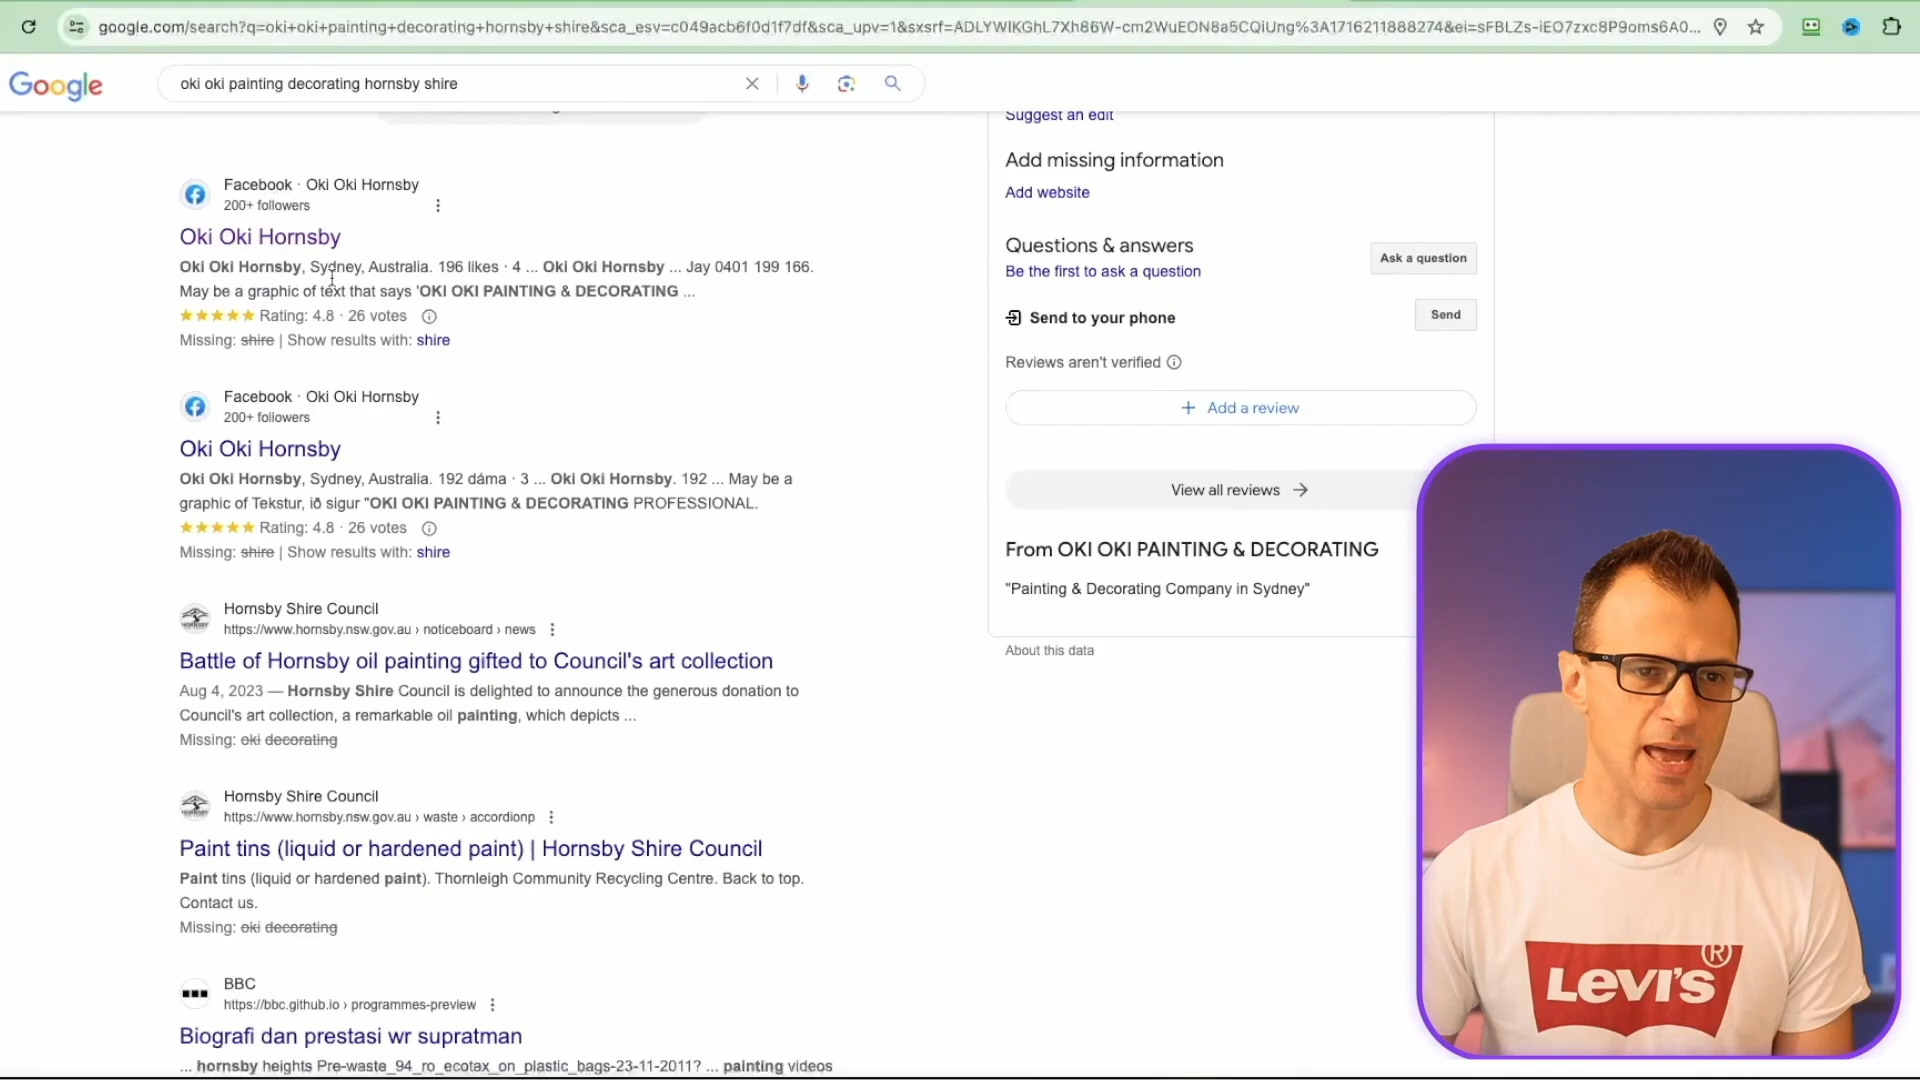 google.com/search?q=oki+oki+painting+decorating+hornsby+shire&sca_esv=c049acb6f0d1f7df&sca_upv=1&sxsrf=ADLYWIKGhL7Xh86W-cm2WuEON8a5CQiUng%3A1716211888274&ei=sFBLZs-iEO7zxc8P9oms6A0...
Google
oki oki painting decorating hornsby shire
Facebook · Oki Oki Hornsby
200+ followers
Oki Oki Hornsby
Oki Oki Hornsby, Sydney, Australia. 196 likes · 4 ... Oki Oki Hornsby ... Jay 0401 199 166.
May be a graphic of text that says 'OKI OKI PAINTING & DECORATING ...
Rating: 4.8 · 26 votes
Missing: shire | Show results with: shire
Facebook · Oki Oki Hornsby
200+ followers
Oki Oki Hornsby
Oki Oki Hornsby, Sydney, Australia. 192 dáma · 3 ... Oki Oki Hornsby. 192 ... May be a
graphic of Tekstur, ið sigur "OKI OKI PAINTING & DECORATING PROFESSIONAL.
Rating: 4.8 · 26 votes
Missing: shire | Show results with: shire
Hornsby Shire Council
https://www.hornsby.nsw.gov.au › noticeboard › news
Battle of Hornsby oil painting gifted to Council's art collection
Aug 4, 2023 — Hornsby Shire Council is delighted to announce the generous donation to
Council's art collection, a remarkable oil painting, which depicts ...
Missing: oki decorating
Hornsby Shire Council
https://www.hornsby.nsw.gov.au › waste › accordionp
Paint tins (liquid or hardened paint) | Hornsby Shire Council
Paint tins (liquid or hardened paint). Thornleigh Community Recycling Centre. Back to top.
Contact us.
Missing: oki decorating
BBC
https://bbc.github.io › programmes-preview
Biografi dan prestasi wr supratman
... hornsby heights Pre-waste_94_ro_ecotax_on_plastic_bags-23-11-2011? ... painting videos
Suggest an edit
Add missing information
Add website
Questions & answers
Be the first to ask a question
Ask a question
Send to your phone
Send
Reviews aren't verified
Add a review
View all reviews
From OKI OKI PAINTING & DECORATING
"Painting & Decorating Company in Sydney"
About this data
LEVI'S
®